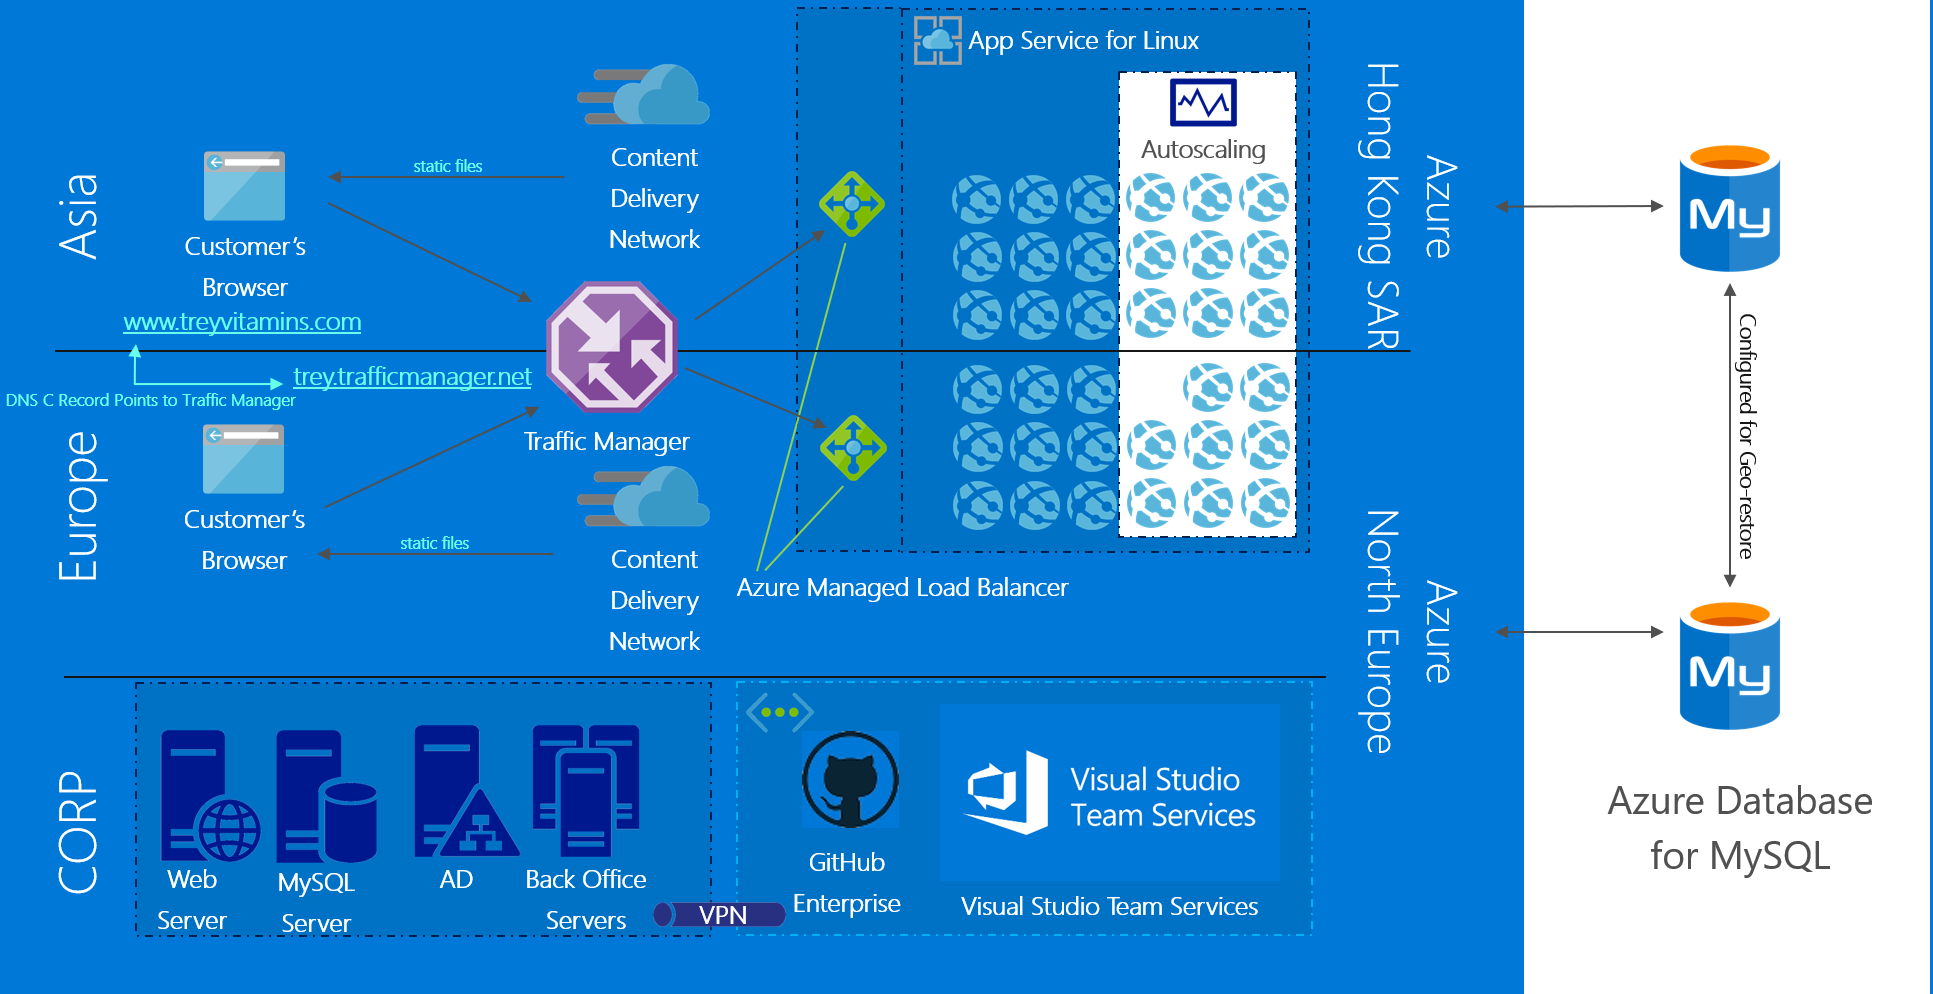 App Service for Linux
Autoscaling
Content
Delivery
Network
static files
Customer's
Browser
www.treyvitamins.com
Asia
Hong Kong SAR
Azure
My
trey.trafficmanager.net
DNS C Record Points to Traffic Manager
Traffic Manager
Europe
Customer's
Browser
static files
Content
Delivery
Network
Azure Managed Load Balancer
North Europe
Azure
Configured for Geo-restore
My
Azure Database
for MySQL
CORP
Web
Server
MySQL
Server
AD
Back Office
Servers
VPN
GitHub
Enterprise
Visual Studio
Team Services
Visual Studio Team Services